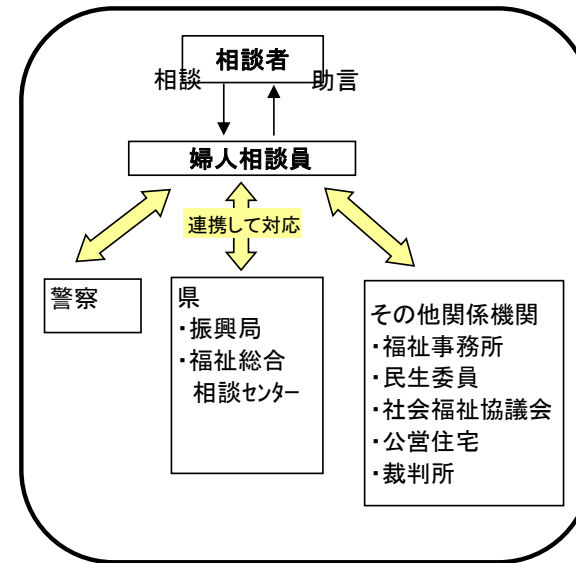 相談者
相談
助言
婦人相談員
連携して対応
警察
県
・振興局
・福祉総合
相談ｾﾝﾀｰ
その他関係機関
・福祉事務所
・民生委員
・社会福祉協議会
・公営住宅
・裁判所